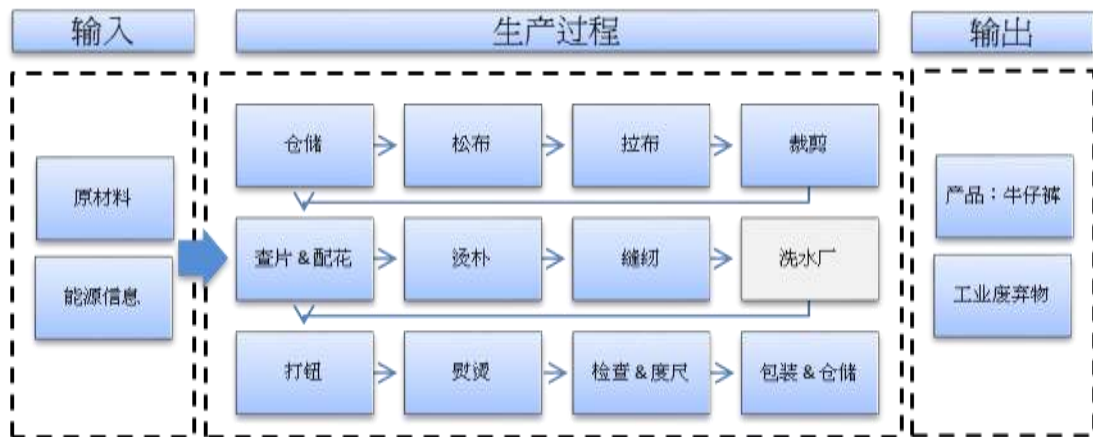 输入
生产过程
输出
原材料
能源信息
仓储
松布
拉布
裁剪
查片&配花
烫朴
缝纫
洗水厂
打钮
熨烫
检查&度尺
包装&仓储
产品：牛仔裤
工业废弃物